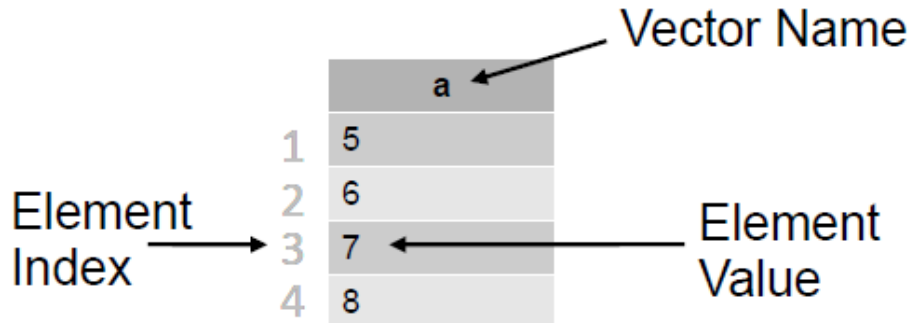 Vector Name
a
1 5
2 6
Element
Index
3 7
Element
Value
4 8